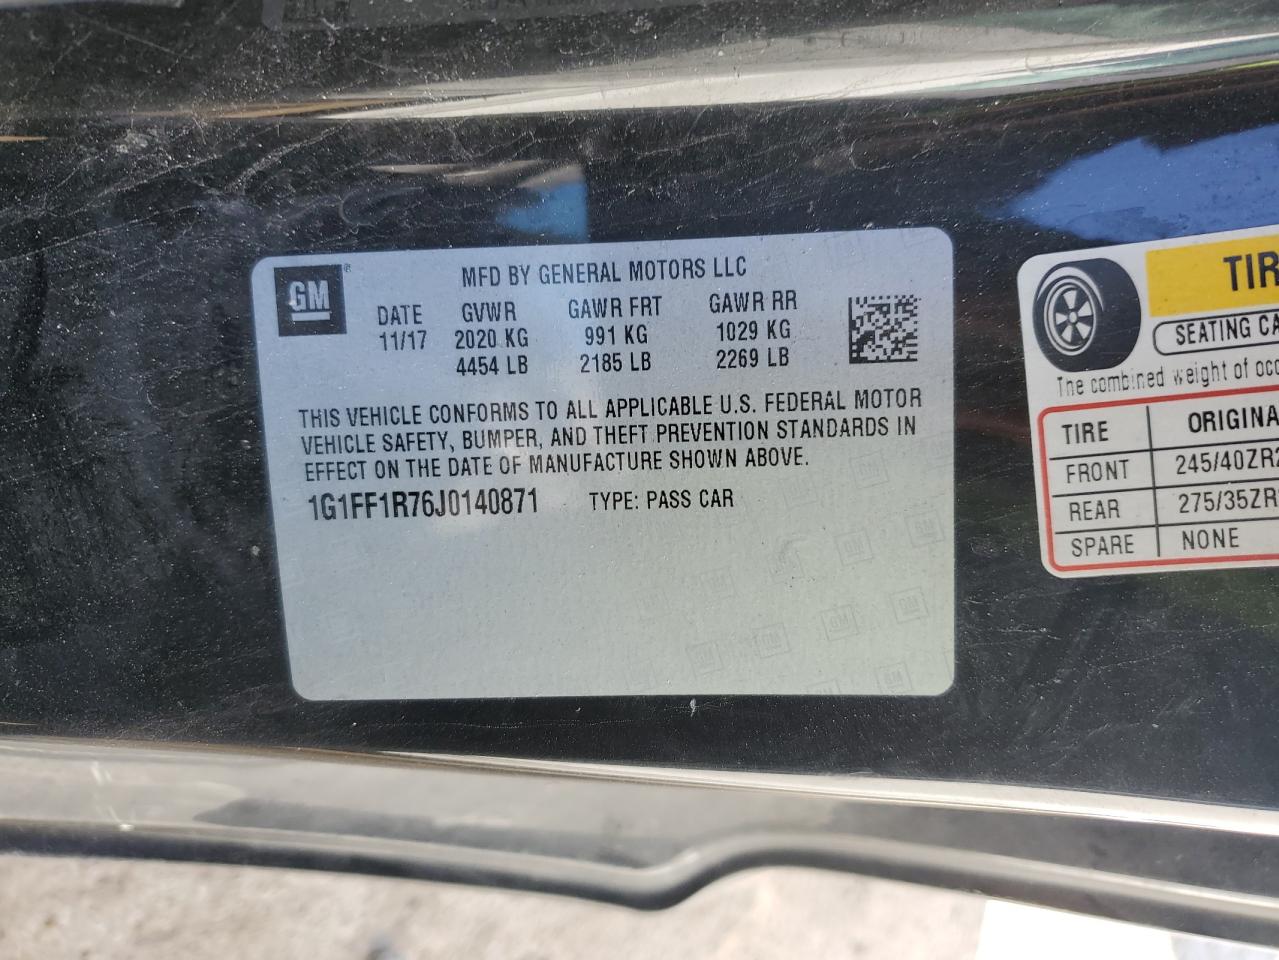 GM
MFD BY GENERAL MOTORS LLC
DATE GVWR GAWR FRT GAWR RR
11/17 2020 KG 991 KG 1029 KG
4454 LB 2185 LB 2269 LB
THIS VEHICLE CONFORMS TO ALL APPLICABLE U.S. FEDERAL MOTOR
VEHICLE SAFETY, BUMPER, AND THEFT PREVENTION STANDARDS IN
EFFECT ON THE DATE OF MANUFACTURE SHOWN ABOVE.
1G1FF1R76J0140871 TYPE: PASS CAR
TIR
SEATING CA
The combined weight of occ
TIRE ORIGINA
FRONT 245/40ZR2
REAR 275/35ZR
SPARE NONE